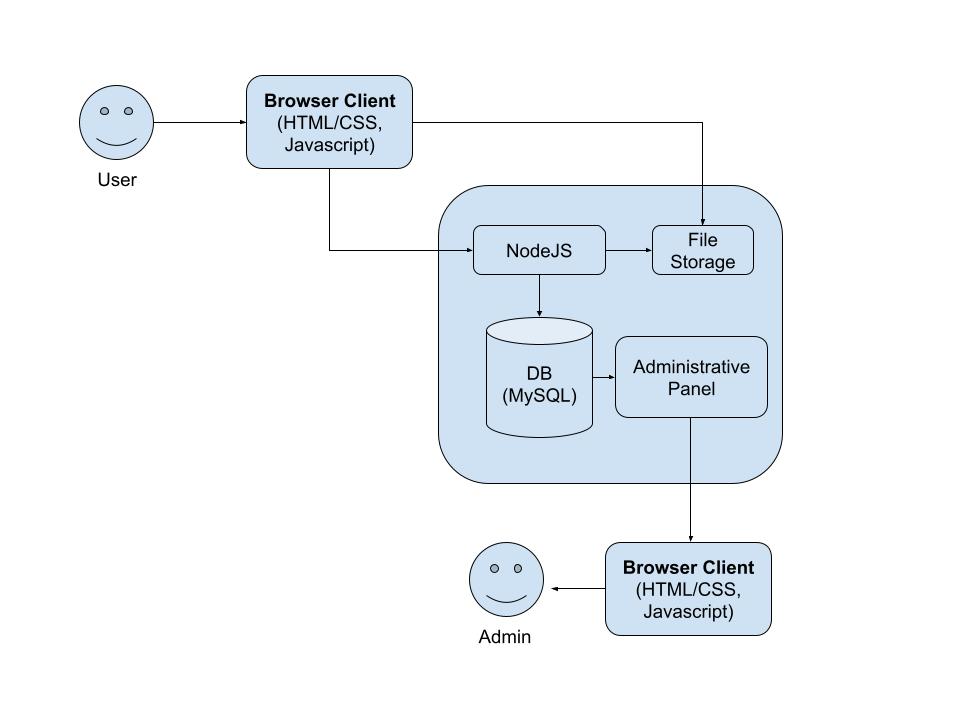 Browser Client
(HTML/CSS,
Javascript)
User
NodeJS
File
Storage
DB
(MySQL)
Administrative
Panel
Browser Client
(HTML/CSS,
Javascript)
Admin